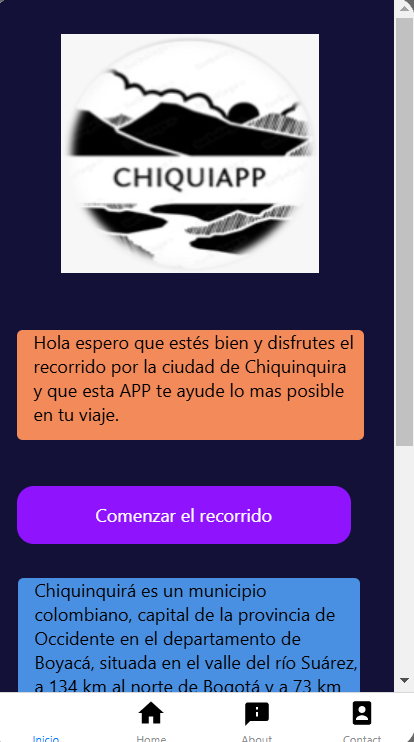 CHIQUIAPP
Hola espero que estés bien y disfrutes el
recorrido por la ciudad de Chiquinquira
y que esta APP te ayude lo mas posible
en tu viaje.
Comenzar el recorrido
Chiquinquirá es un municipio
colombiano, capital de la provincia de
Occidente en el departamento de
Boyacá, situada en el valle del río Suárez,
a 134 km al norte de Bogotá y a 73 km
Inicio Home About Contact